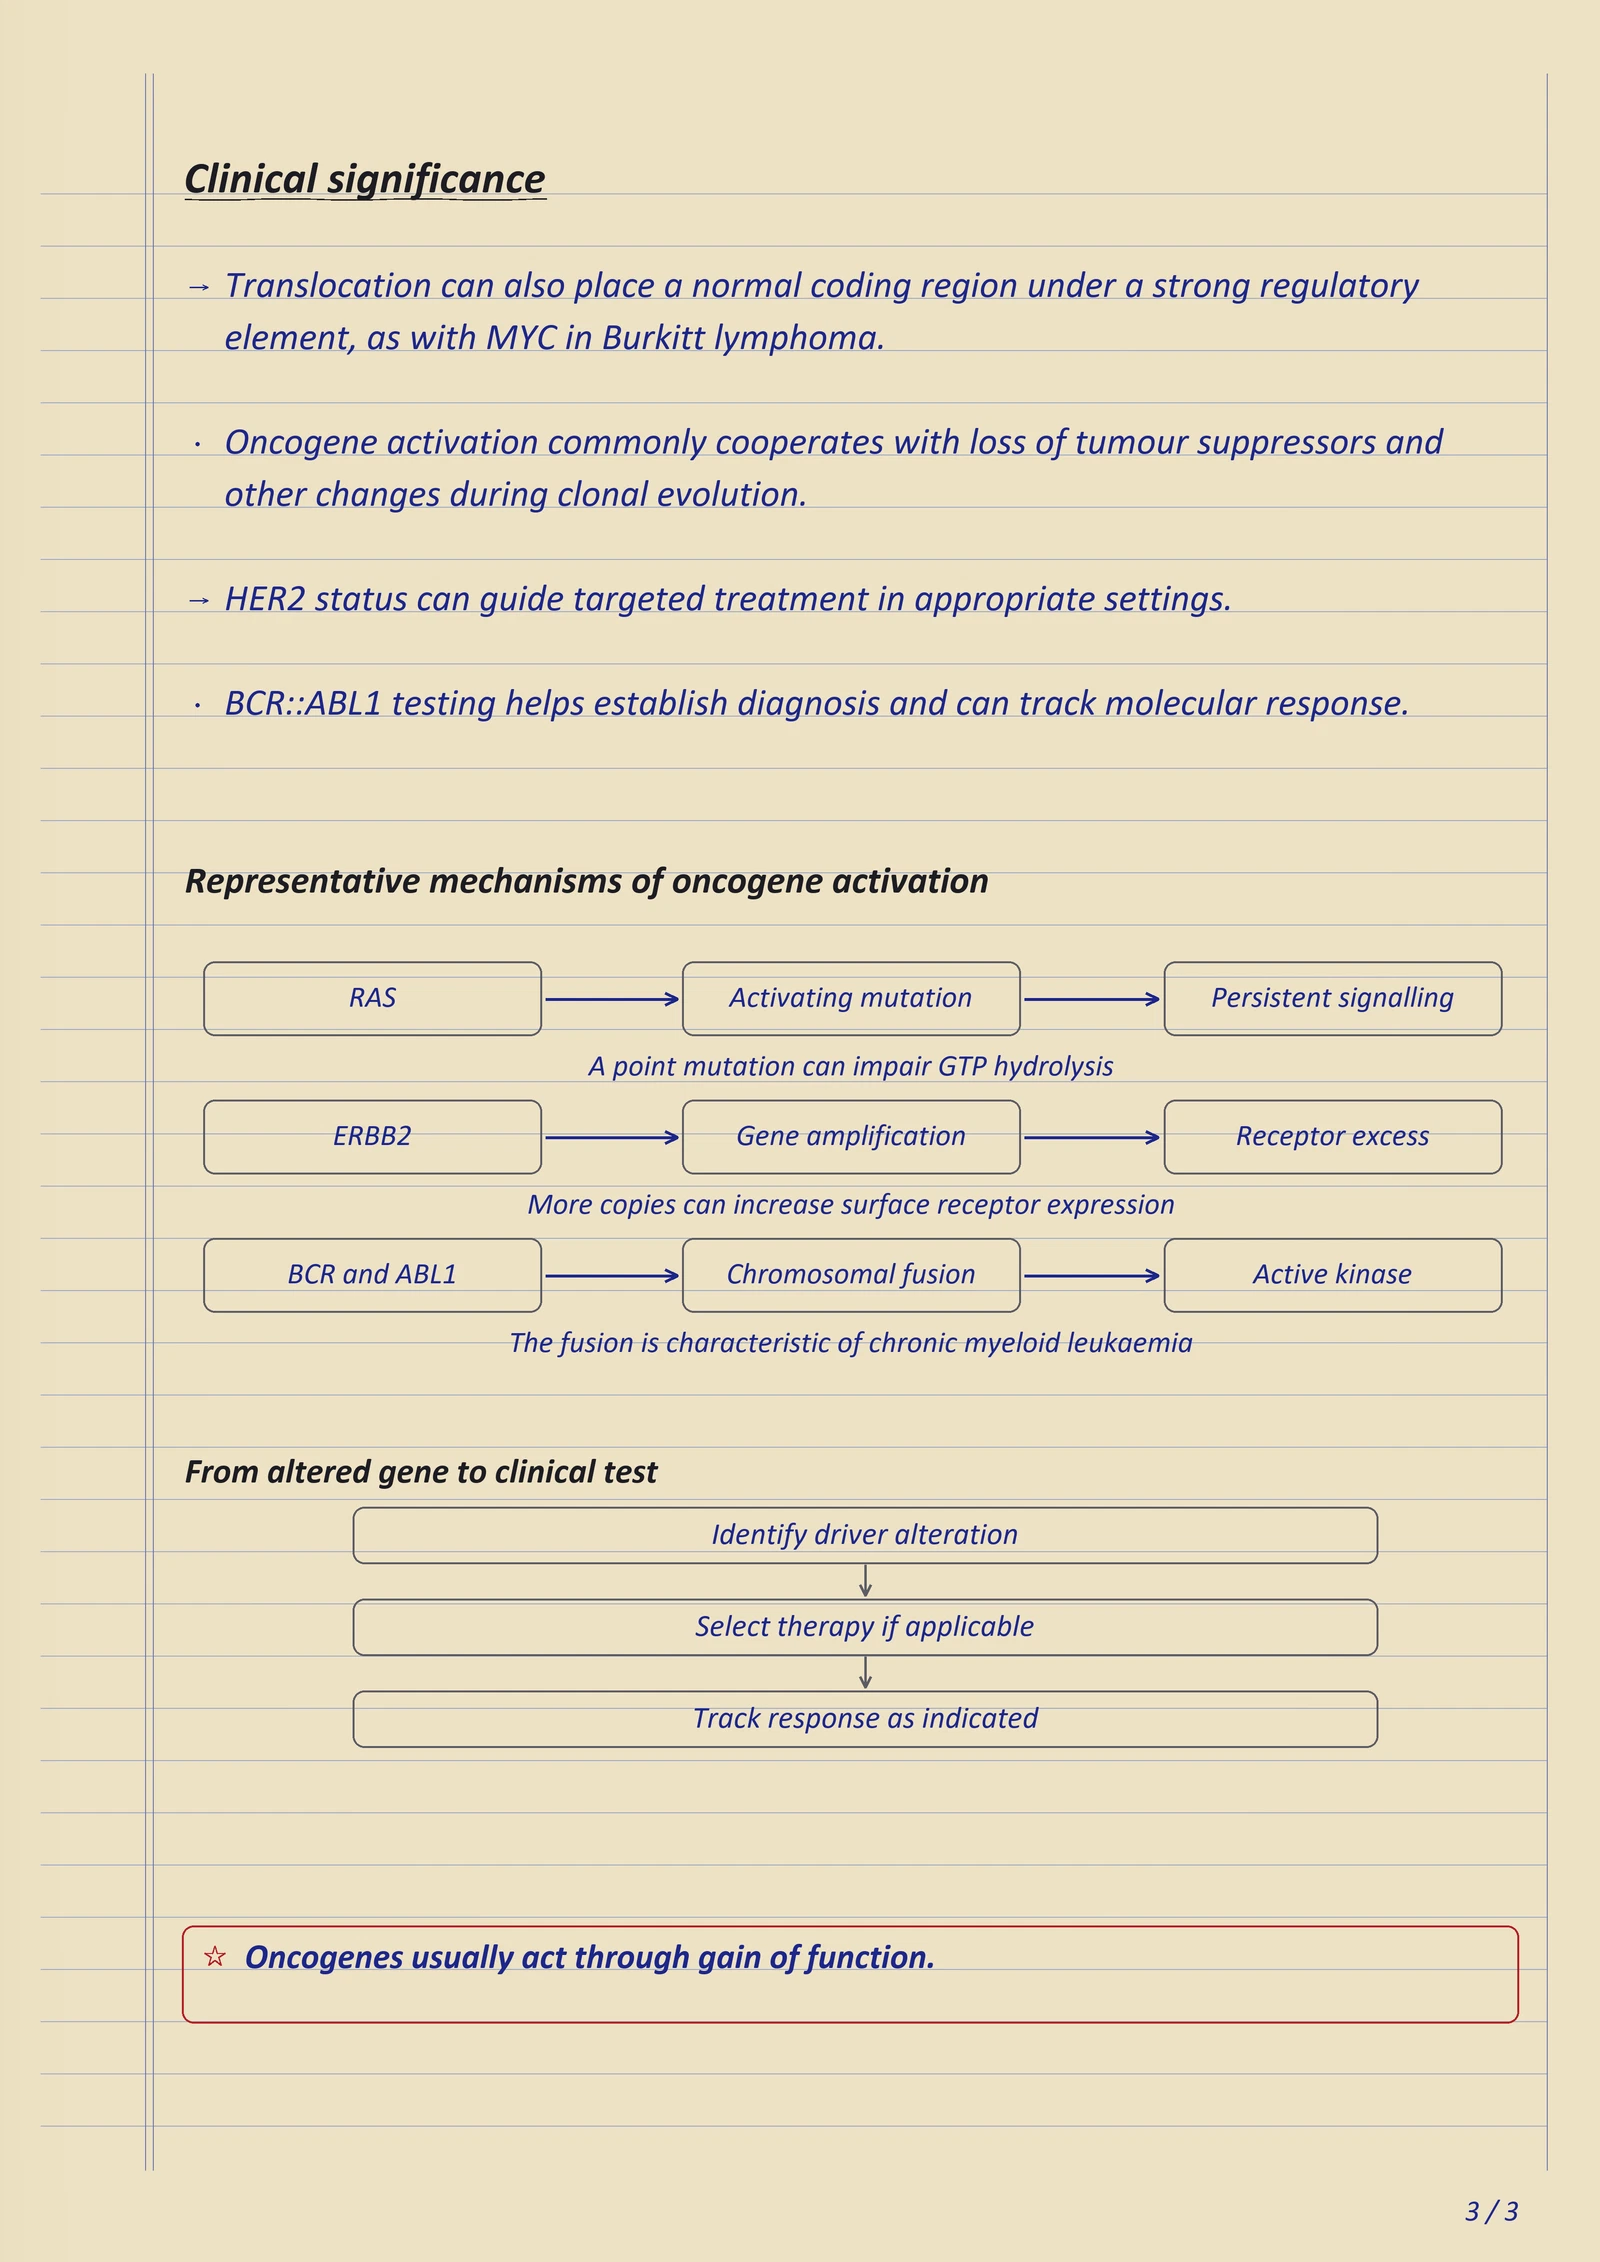 Clinical significance
→ Translocation can also place a normal coding region under a strong regulatory
element, as with MYC in Burkitt lymphoma.
· Oncogene activation commonly cooperates with loss of tumour suppressors and
other changes during clonal evolution.
→ HER2 status can guide targeted treatment in appropriate settings.
· BCR::ABL1 testing helps establish diagnosis and can track molecular response.
Representative mechanisms of oncogene activation
RAS → Activating mutation → Persistent signalling
A point mutation can impair GTP hydrolysis
ERBB2 → Gene amplification → Receptor excess
More copies can increase surface receptor expression
BCR and ABL1 → Chromosomal fusion → Active kinase
The fusion is characteristic of chronic myeloid leukaemia
From altered gene to clinical test
Identify driver alteration
Select therapy if applicable
Track response as indicated
☆ Oncogenes usually act through gain of function.
3 / 3